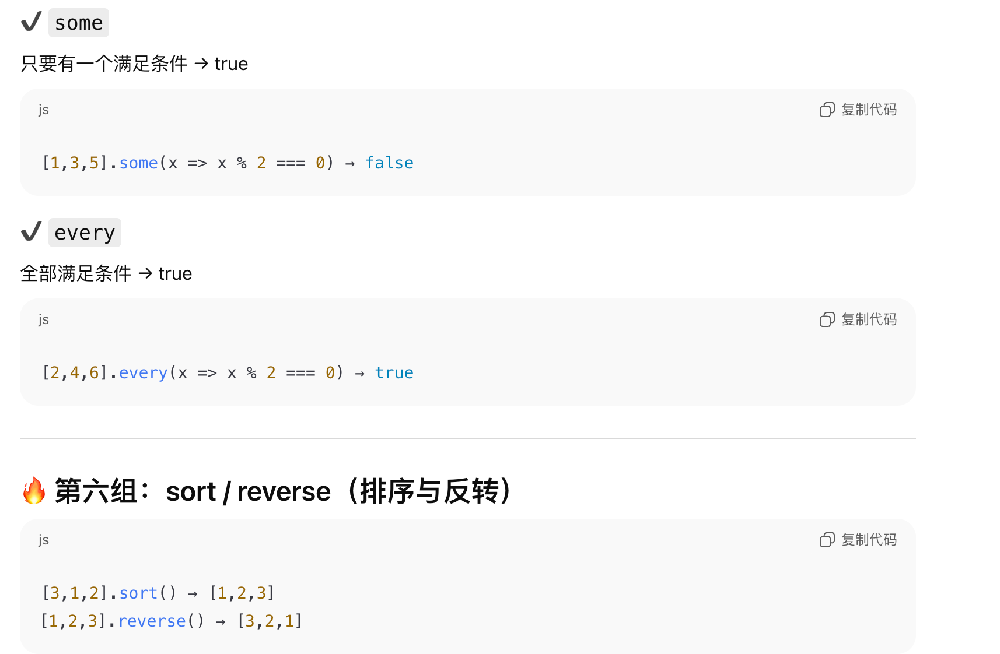 ✔ some
只要有一个满足条件 → true
js
复制代码
[1,3,5].some(x => x % 2 === 0) → false
✔ every
全部满足条件 → true
js
复制代码
[2,4,6].every(x => x % 2 === 0) → true
🔥 第六组：sort / reverse（排序与反转）
js
复制代码
[3,1,2].sort() → [1,2,3]
[1,2,3].reverse() → [3,2,1]